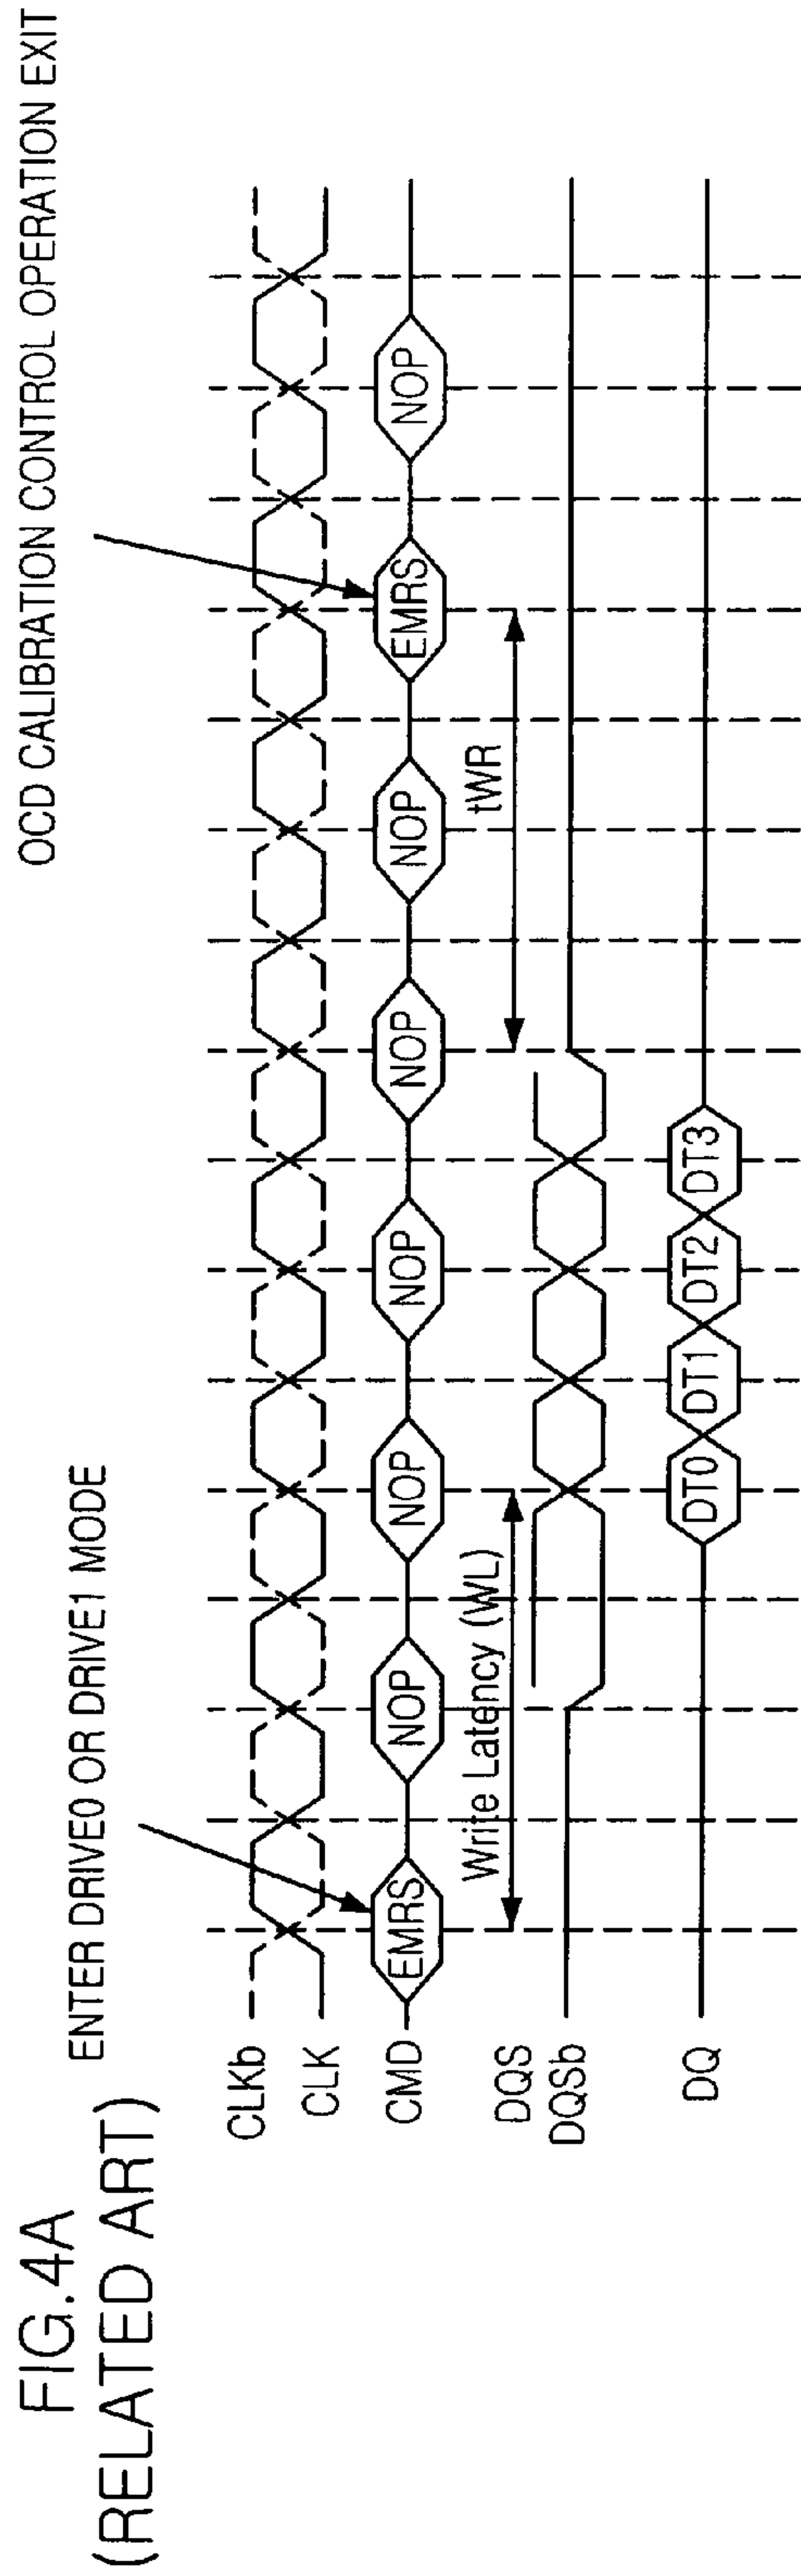 FIG.4A
(RELATED ART)
ENTER DRIVE0 OR DRIVE1 MODE
OCD CALIBRATION CONTROL OPERATION EXIT
CLKb
CLK
CMD
EMRS NOP NOP NOP NOP NOP EMRS NOP
Write Latency (WL) tWR
DQS
DQSb
DQ
DT0 DT1 DT2 DT3